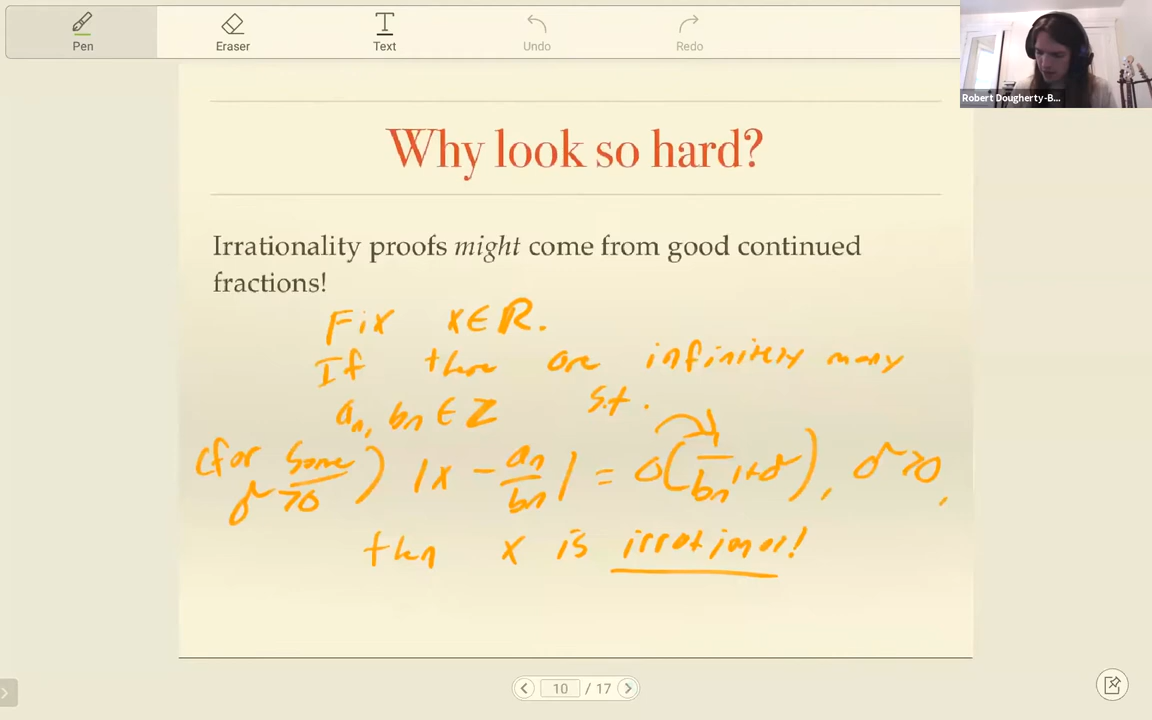 Pen Eraser Text Undo Redo
Robert Dougherty-B...
Why look so hard?
Irrationality proofs might come from good continued
fractions!
Fix x ∈ R.
If there are infinitely many
aₙ, bₙ ∈ Z s.t.
(for some δ > 0) |x - aₙ/bₙ| = O(1/bₙ^(1+δ)), δ > 0,
then x is irrational!
10 / 17